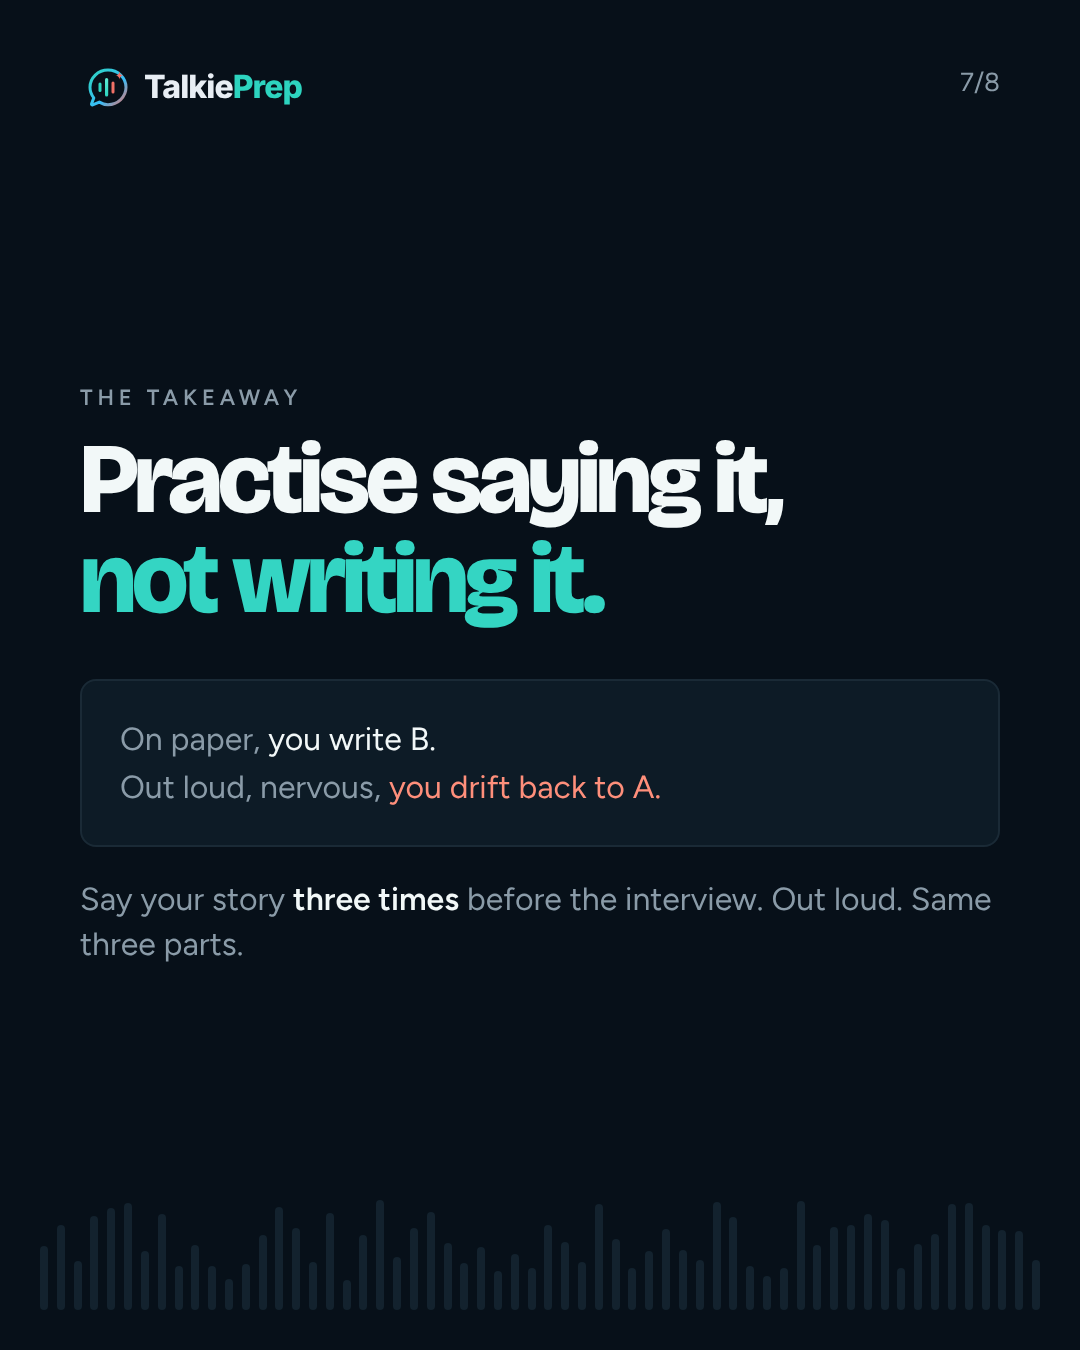 TalkiePrep
7/8
THE TAKEAWAY
Practise saying it,
not writing it.
On paper, you write B.
Out loud, nervous, you drift back to A.
Say your story three times before the interview. Out loud. Same
three parts.